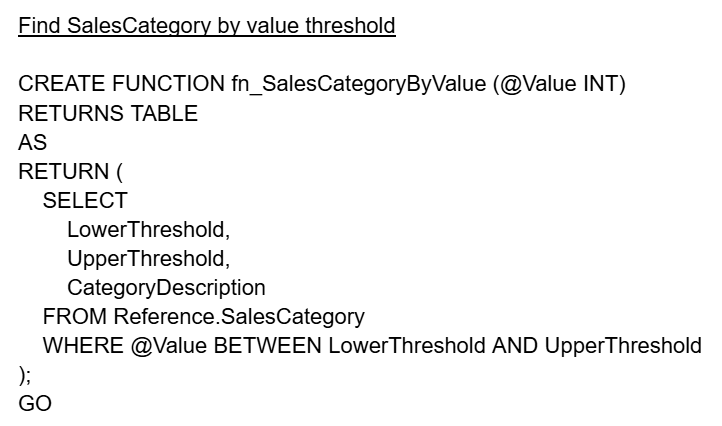 Find SalesCategory by value threshold
CREATE FUNCTION fn_SalesCategoryByValue (@Value INT)
RETURNS TABLE
AS
RETURN (
SELECT
LowerThreshold,
UpperThreshold,
CategoryDescription
FROM Reference.SalesCategory
WHERE @Value BETWEEN LowerThreshold AND UpperThreshold
);
GO